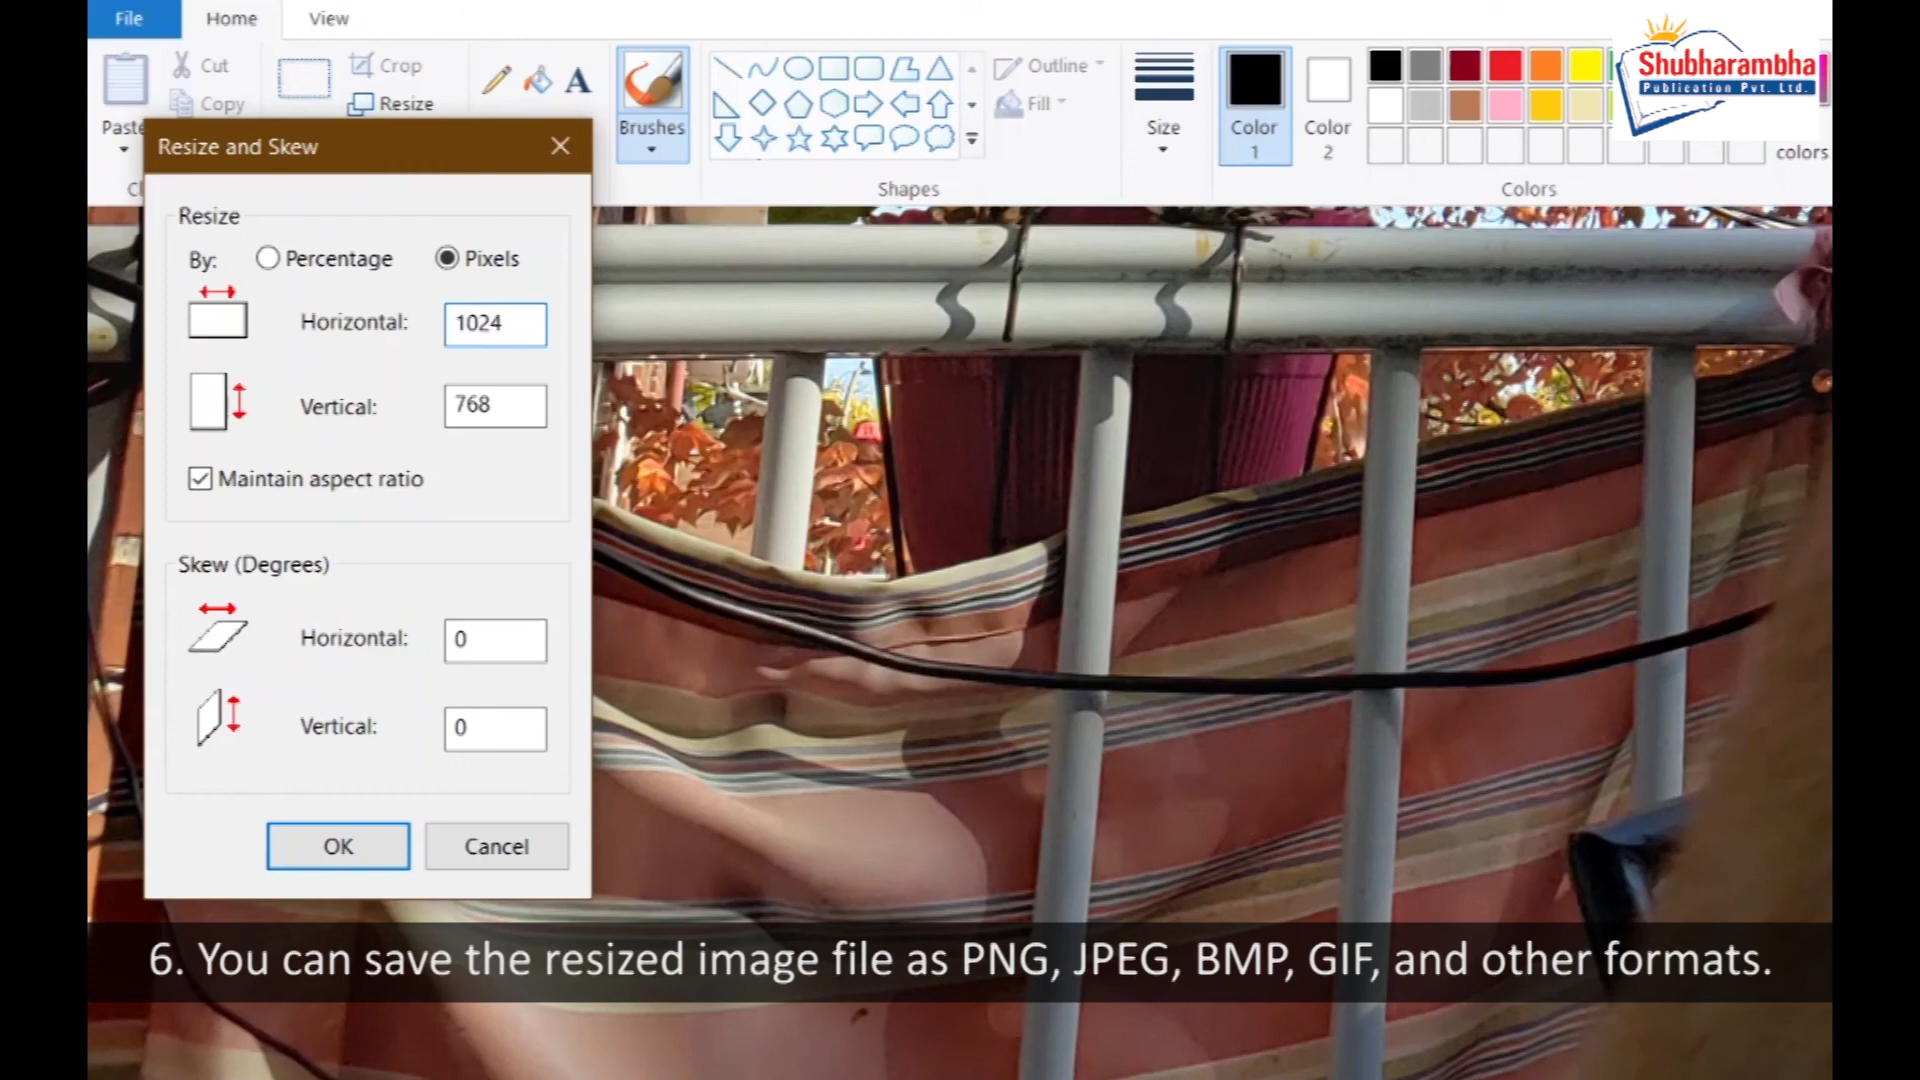 File Home View
Cut
Copy
Paste
Crop
Resize
A
Brushes
Outline
Fill
Shapes
Size
Color 1
Color 2
colors
Colors
Shubharambha
Publication Pvt. Ltd.
Resize and Skew
Resize
By: Percentage Pixels
Horizontal: 1024
Vertical: 768
Maintain aspect ratio
Skew (Degrees)
Horizontal: 0
Vertical: 0
OK Cancel
6. You can save the resized image file as PNG, JPEG, BMP, GIF, and other formats.